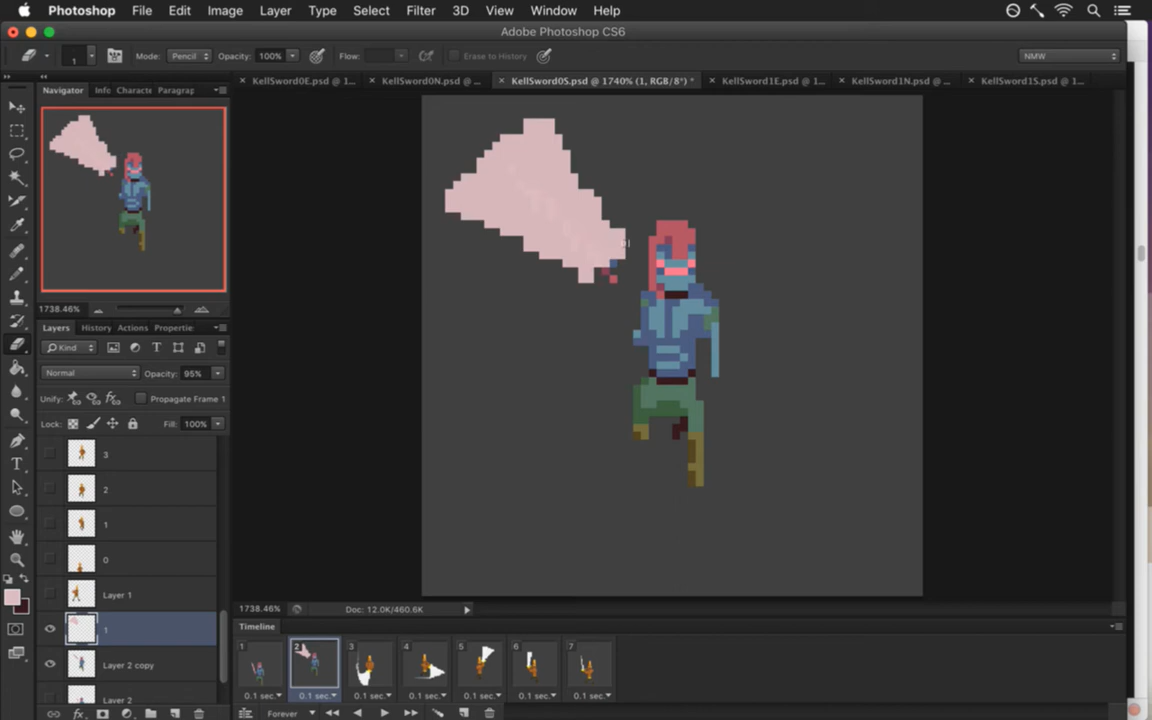 Photoshop File Edit Image Layer Type Select Filter 3D View Window Help
Adobe Photoshop CS6
1 Mode: Pencil Opacity: 100% Flow: Erase to History NMW
Navigator Info Characte Paragrap
KellSword0E.psd @ 1... KellSword0N.psd @ ... KellSword0S.psd @ 1740% (1, RGB/8*) * KellSword1E.psd @ 1... KellSword1N.psd @ ... KellSword1S.psd @ 1...
1738.46%
Layers History Actions Propertie
Kind
Normal Opacity: 95%
Unify: Propagate Frame 1
Lock: Fill: 100%
3
2
1
0
Layer 1
1
Layer 2 copy
Layer 2
1738.46% Doc: 12.0K/460.6K
Timeline
1 2 3 4 5 6 7
0.1 sec. 0.1 sec. 0.1 sec. 0.1 sec. 0.1 sec. 0.1 sec. 0.1 sec.
Forever